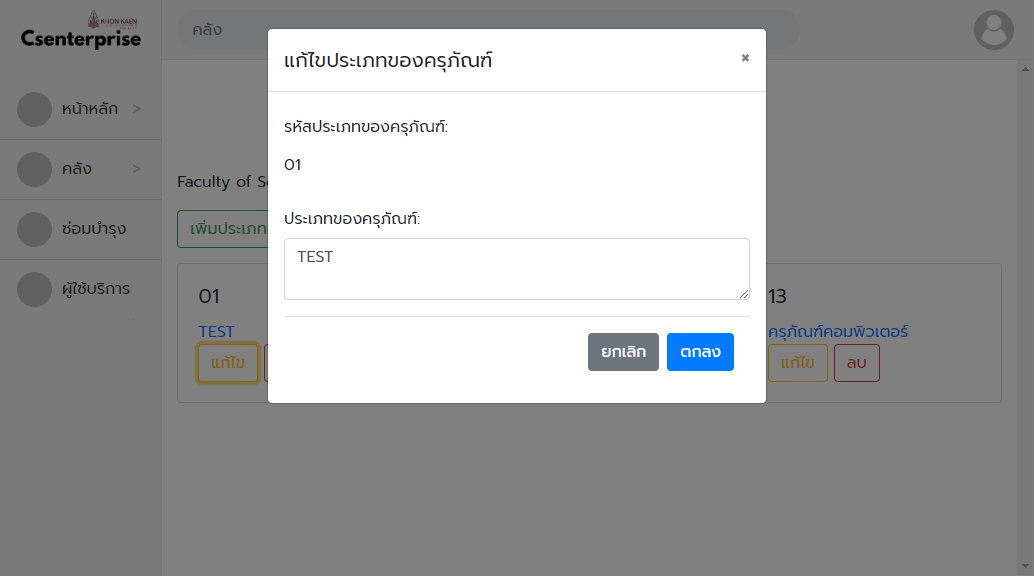 KHON KAEN
Csenterprise
คลัง
หน้าหลัก >
คลัง >
ซ่อมบำรุง
ผู้ใช้บริการ
แก้ไขประเภทของครุภัณฑ์
×
รหัสประเภทของครุภัณฑ์:
01
ประเภทของครุภัณฑ์:
TEST
ยกเลิก ตกลง
Faculty of
เพิ่มประเภท
01
TEST
แก้ไข
13
ครุภัณฑ์คอมพิวเตอร์
แก้ไข ลบ